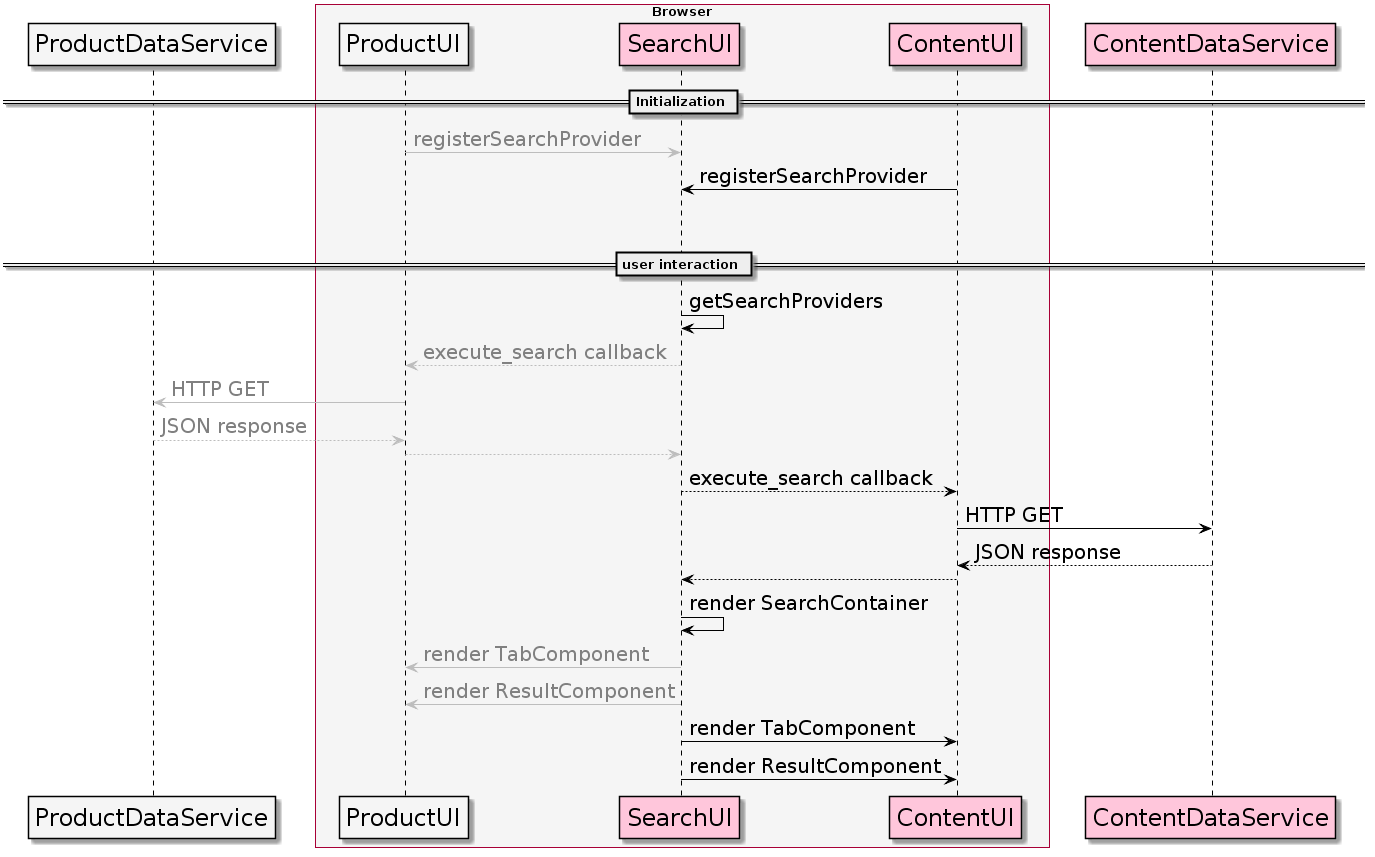 Browser
ProductDataService ProductUI SearchUI ContentUI ContentDataService
Initialization
registerSearchProvider
registerSearchProvider
user interaction
getSearchProviders
execute_search callback
HTTP GET
JSON response
execute_search callback
HTTP GET
JSON response
render SearchContainer
render TabComponent
render ResultComponent
render TabComponent
render ResultComponent
ProductDataService ProductUI SearchUI ContentUI ContentDataService